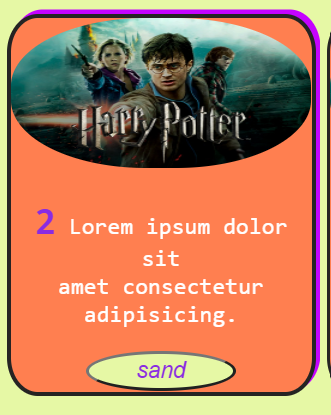 Harry Potter
2 Lorem ipsum dolor
sit
amet consectetur
adipisicing.
sand